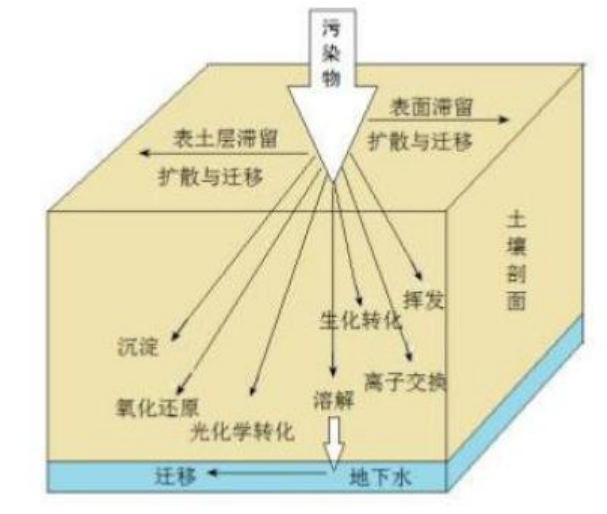 污染物
表面滞留
扩散与迁移
表土层滞留
扩散与迁移
土壤剖面
挥发
生化转化
沉淀
离子交换
溶解
氧化还原
光化学转化
迁移
地下水